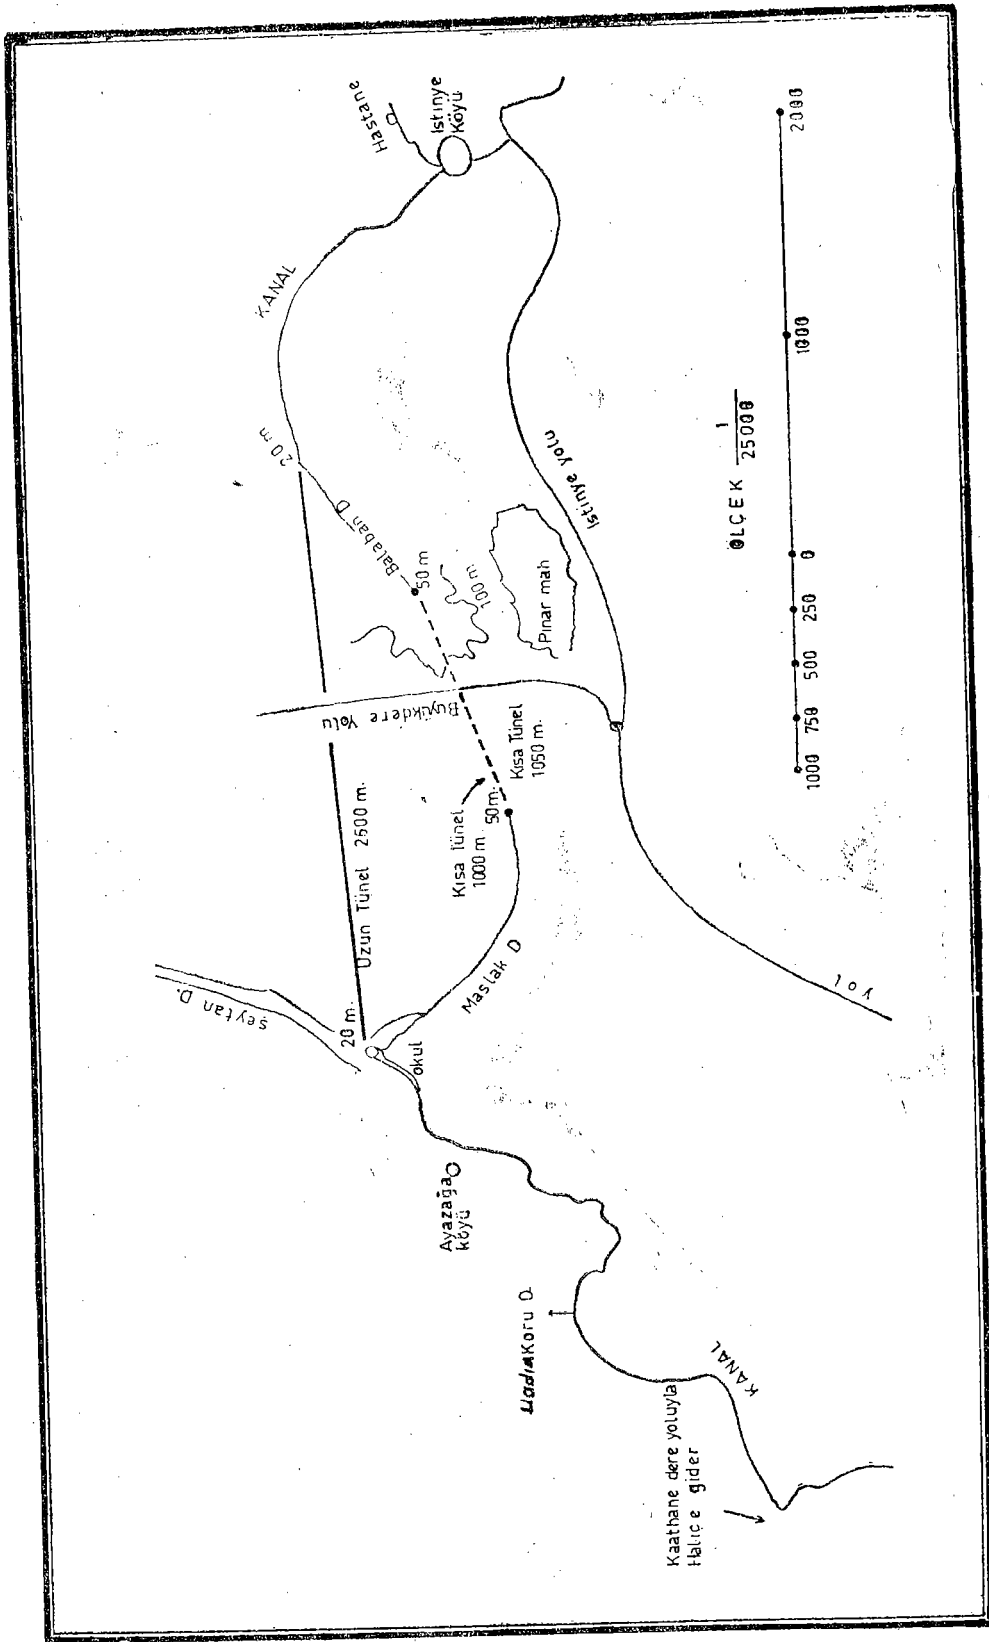 Hastane
Istinye
Köyü
KANAL
20 m
Balaban D
50 m
100 m.
Pınar mah
Istinye yolu
Büyükdere Yolu
Uzun Tünel 2500 m.
Kısa Tünel
1050 m.
Kısa Tünel
1000 m
50 m.
Maslak D
Şeytan D.
20 m.
okul
Ayazağa
köyü
Koru D.
KANAL
Kaathane dere yoluyla
Haliçe gider
yol
ÖLÇEK 1
25000
1000 750 500 250 0 1000 2000